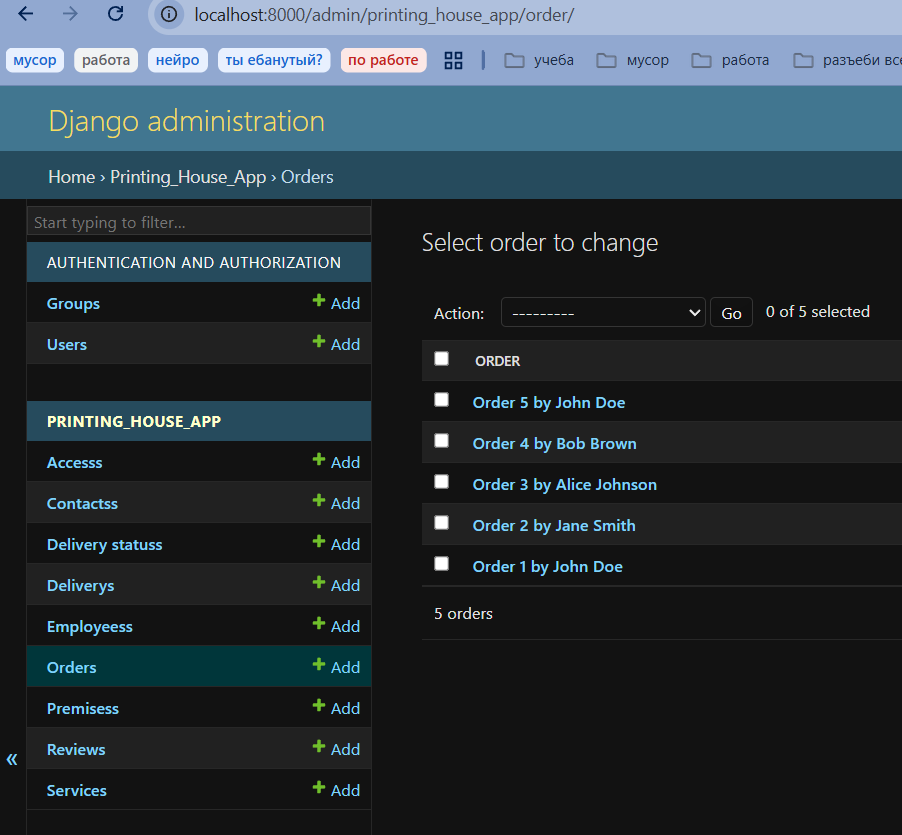 localhost:8000/admin/printing_house_app/order/
мусор работа нейро ты ебанутый? по работе учеба мусор работа разъеби все
Django administration
Home › Printing_House_App › Orders
Start typing to filter...
AUTHENTICATION AND AUTHORIZATION
Groups Add
Users Add
PRINTING_HOUSE_APP
Accesss Add
Contactss Add
Delivery statuss Add
Deliverys Add
Employeess Add
Orders Add
Premisess Add
Reviews Add
Services Add
«
Select order to change
Action: --------- Go 0 of 5 selected
ORDER
Order 5 by John Doe
Order 4 by Bob Brown
Order 3 by Alice Johnson
Order 2 by Jane Smith
Order 1 by John Doe
5 orders